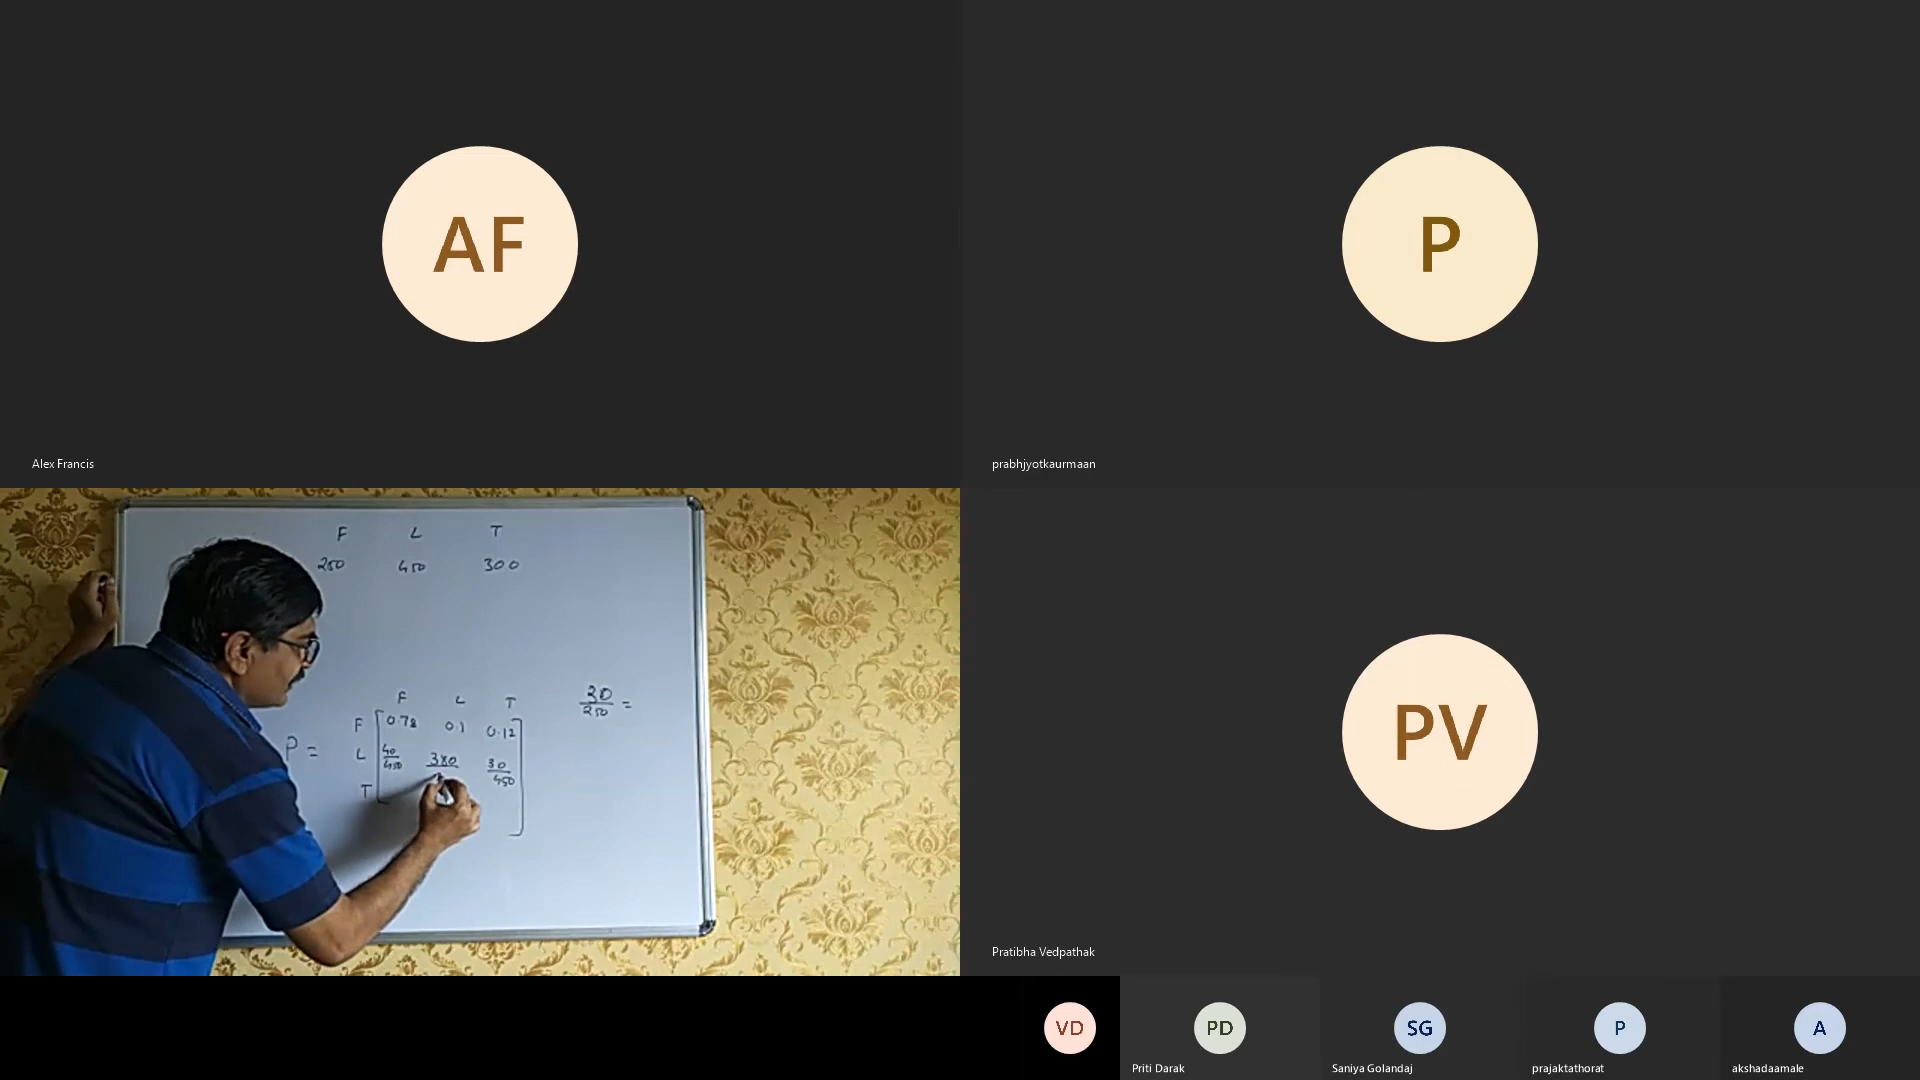 AF
P
Alex Francis
prabhjyotkaurmaan
F L T
250 450 300
F L T
F 0.78 0.1 0.12
P = L 40/450 380 30/450
T
30/250 =
PV
Pratibha Vedpathak
VD PD SG P A
Priti Darak Saniya Golandaj prajaktathorat akshadaamale